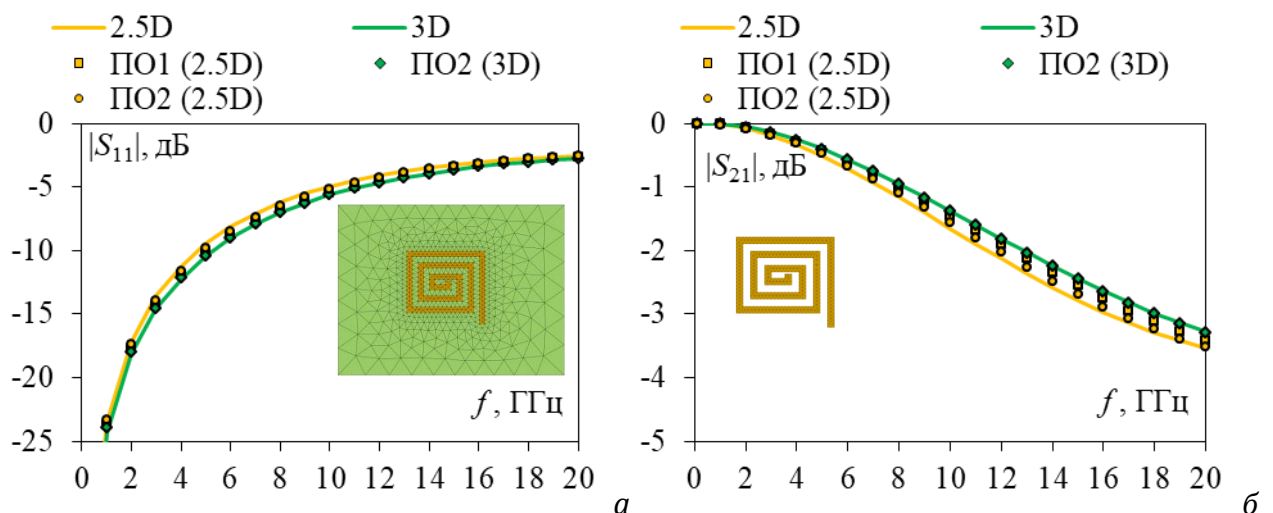 2.5D 3D
ПО1 (2.5D) ПО2 (3D)
ПО2 (2.5D)
|S11|, дБ
0
-5
-10
-15
-20
-25
f, ГГц
0 2 4 6 8 10 12 14 16 18 20
а
2.5D 3D
ПО1 (2.5D) ПО2 (3D)
ПО2 (2.5D)
|S21|, дБ
0
-1
-2
-3
-4
-5
f, ГГц
0 2 4 6 8 10 12 14 16 18 20
б